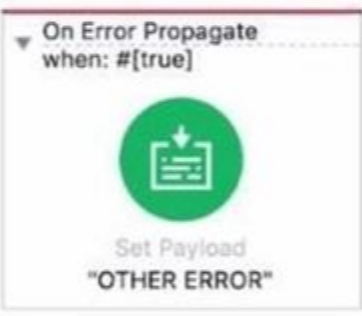 On Error Propagate
when: #[true]
Set Payload
"OTHER ERROR"